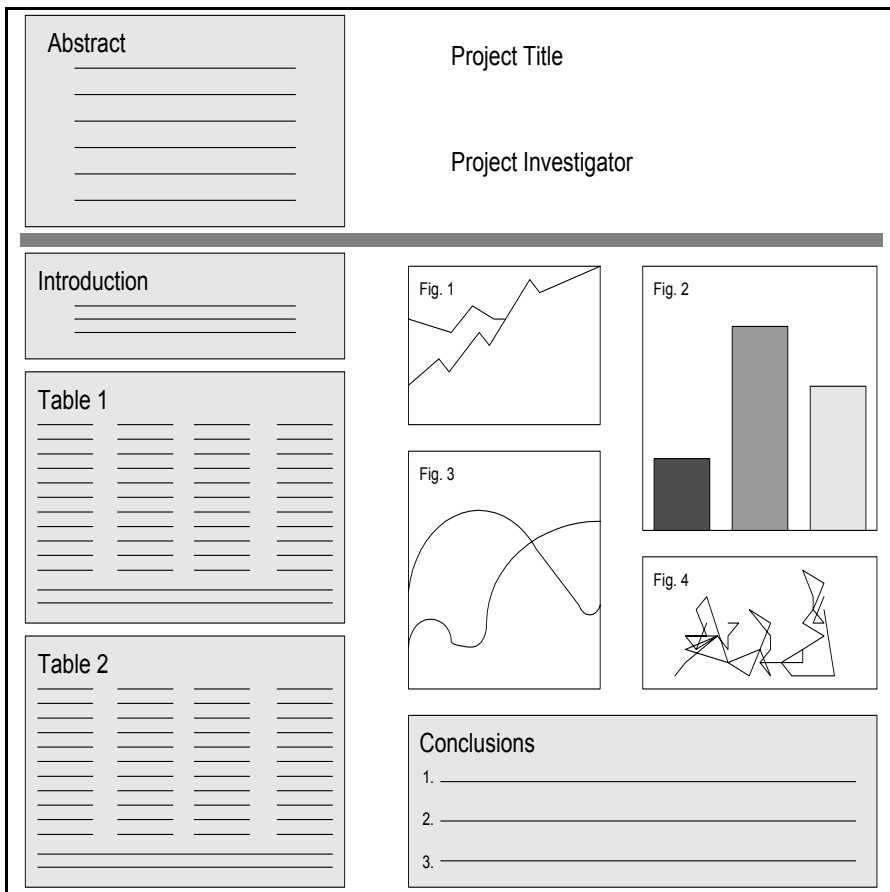 Abstract
Project Title
Project Investigator
Introduction
Table 1
Table 2
Fig. 1
Fig. 2
Fig. 3
Fig. 4
Conclusions
1.
2.
3.